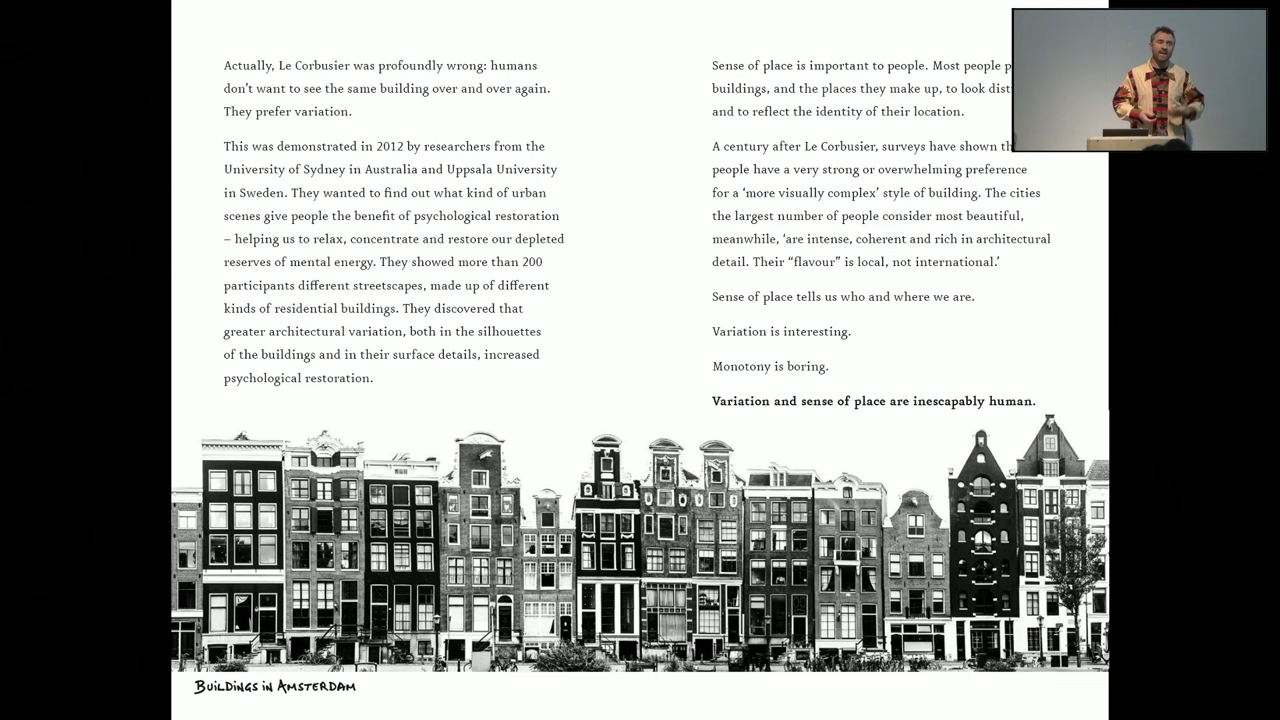 Actually, Le Corbusier was profoundly wrong: humans
don’t want to see the same building over and over again.
They prefer variation.
This was demonstrated in 2012 by researchers from the
University of Sydney in Australia and Uppsala University
in Sweden. They wanted to find out what kind of urban
scenes give people the benefit of psychological restoration
– helping us to relax, concentrate and restore our depleted
reserves of mental energy. They showed more than 200
participants different streetscapes, made up of different
kinds of residential buildings. They discovered that
greater architectural variation, both in the silhouettes
of the buildings and in their surface details, increased
psychological restoration.
Sense of place is important to people. Most people
buildings, and the places they make up, to look
and to reflect the identity of their location.
A century after Le Corbusier, surveys have shown
people have a very strong or overwhelming preference
for a ‘more visually complex’ style of building. The cities
the largest number of people consider most beautiful,
meanwhile, ‘are intense, coherent and rich in architectural
detail. Their “flavour” is local, not international.’
Sense of place tells us who and where we are.
Variation is interesting.
Monotony is boring.
Variation and sense of place are inescapably human.
BUILDINGS IN AMSTERDAM